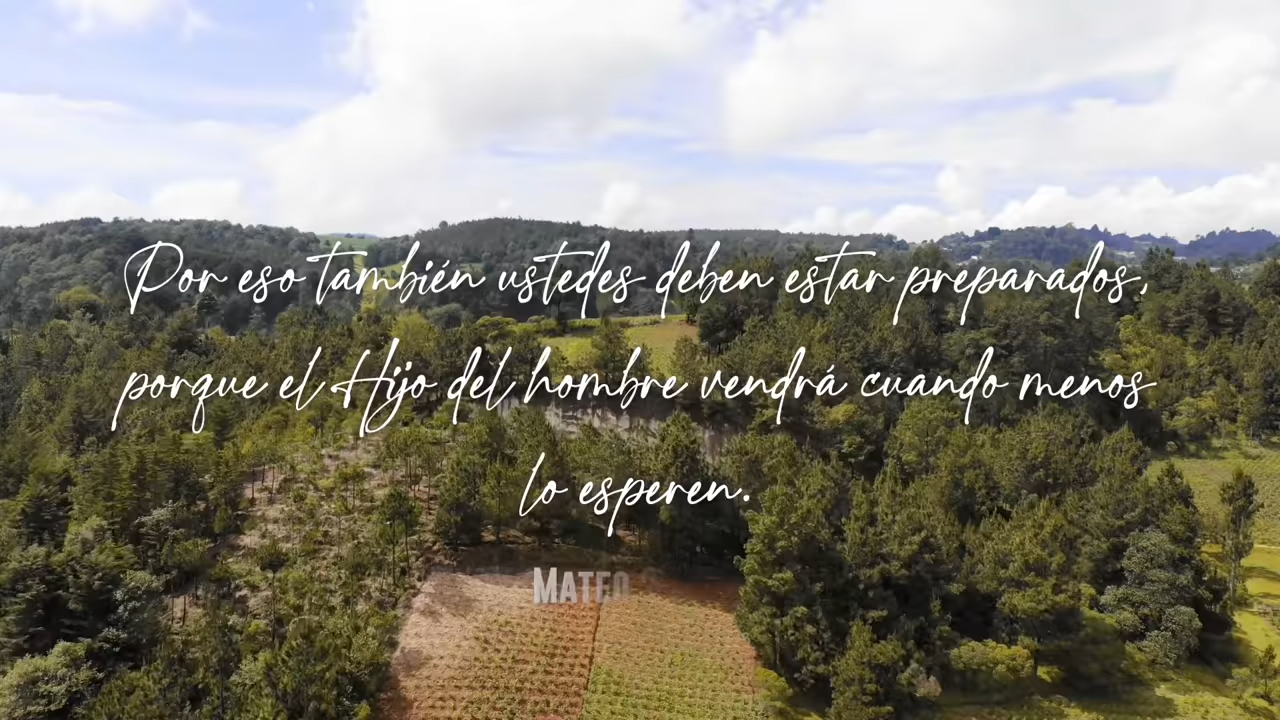 Por eso también ustedes deben estar preparados,
porque el Hijo del hombre vendrá cuando menos
lo esperen.
MATEO